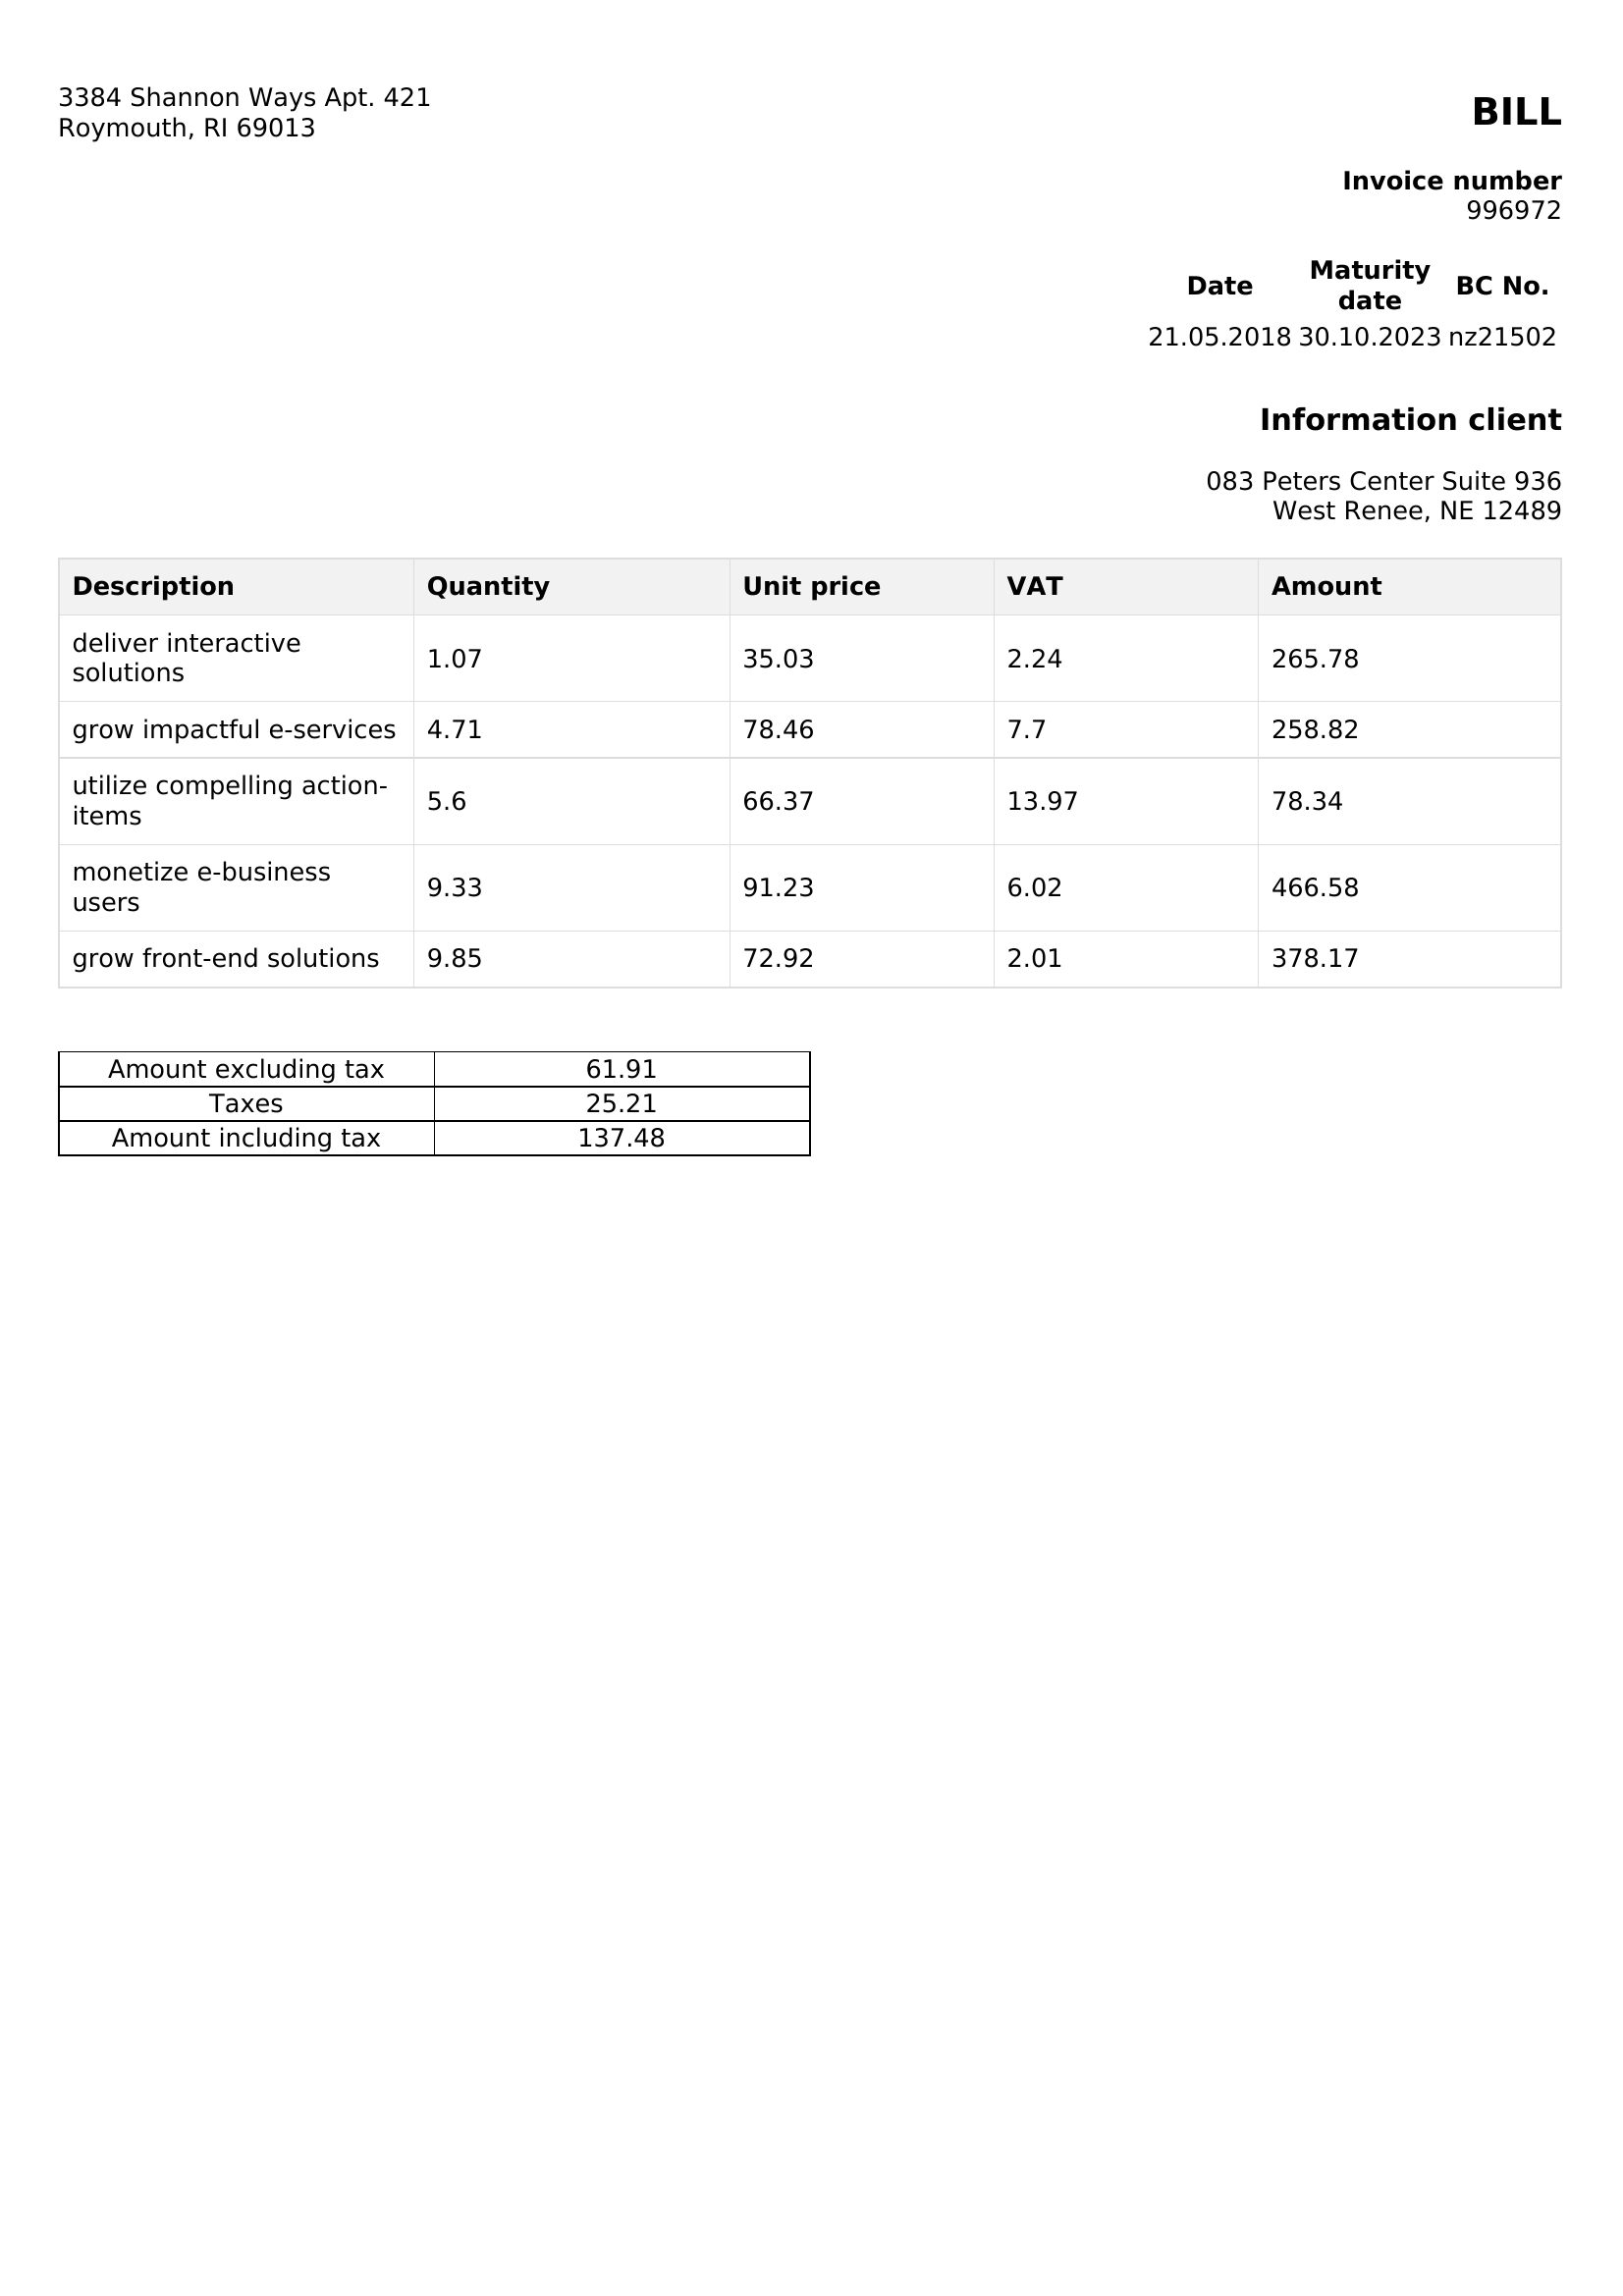 3384 Shannon Ways Apt. 421
Roymouth, RI 69013
BILL
Invoice number
996972
Date Maturity date BC No.
21.05.2018 30.10.2023 nz21502
Information client
083 Peters Center Suite 936
West Renee, NE 12489
Description Quantity Unit price VAT Amount
deliver interactive
solutions 1.07 35.03 2.24 265.78
grow impactful e-services 4.71 78.46 7.7 258.82
utilize compelling action-
items 5.6 66.37 13.97 78.34
monetize e-business
users 9.33 91.23 6.02 466.58
grow front-end solutions 9.85 72.92 2.01 378.17
Amount excluding tax 61.91
Taxes 25.21
Amount including tax 137.48